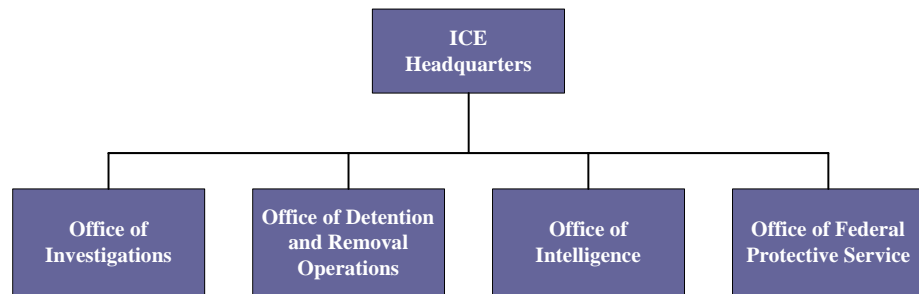 ICE
Headquarters
Office of
Investigations
Office of Detention
and Removal
Operations
Office of
Intelligence
Office of Federal
Protective Service